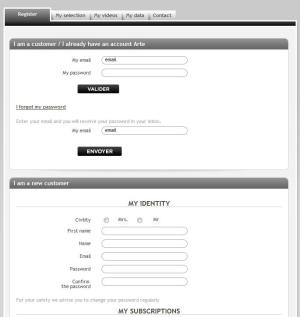 Register My selection My videos My data Contact
I am a customer / I already have an account Arte
My email email
My password
VALIDER
I forgot my password
Enter your email and you will receive your password in your inbox.
My email email
ENVOYER
I am a new customer
MY IDENTITY
Civility Mrs. Mr
First name
Name
Email
Password
Confirm
the password
For your safety we advise you to change your password regularly
MY SUBSCRIPTIONS